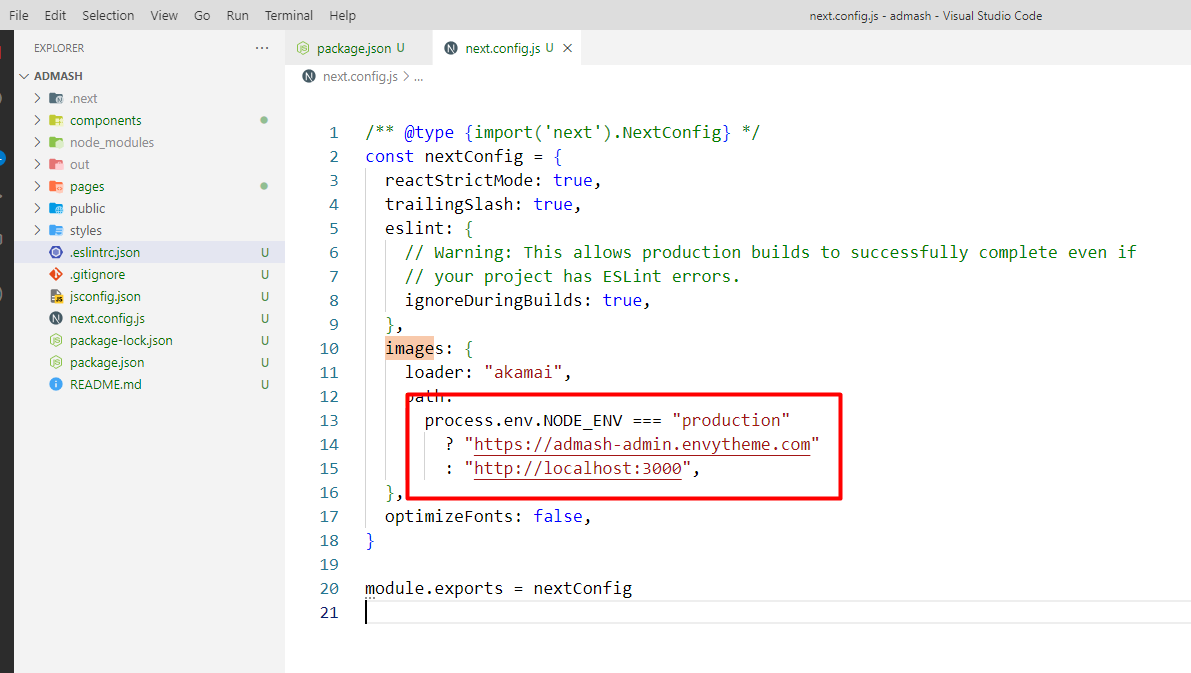 File Edit Selection View Go Run Terminal Help
next.config.js - admash - Visual Studio Code
EXPLORER ...
ADMASH
.next
components
node_modules
out
pages
public
styles
.eslintrc.json U
.gitignore U
jsconfig.json U
next.config.js U
package-lock.json U
package.json U
README.md U
package.json U
next.config.js U
next.config.js > ...
1 /** @type {import('next').NextConfig} */
2 const nextConfig = {
3 reactStrictMode: true,
4 trailingSlash: true,
5 eslint: {
6 // Warning: This allows production builds to successfully complete even if
7 // your project has ESLint errors.
8 ignoreDuringBuilds: true,
9 },
10 images: {
11 loader: "akamai",
12 path:
13 process.env.NODE_ENV === "production"
14 ? "https://admash-admin.envytheme.com"
15 : "http://localhost:3000",
16 },
17 optimizeFonts: false,
18 }
19
20 module.exports = nextConfig
21